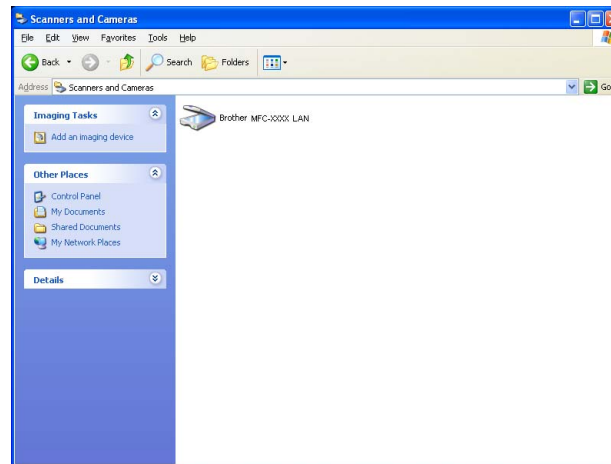 Scanners and Cameras
File Edit View Favorites Tools Help
Back Search Folders
Address Scanners and Cameras Go
Imaging Tasks
Add an imaging device
Other Places
Control Panel
My Documents
Shared Documents
My Network Places
Details
Brother MFC-XXXX LAN